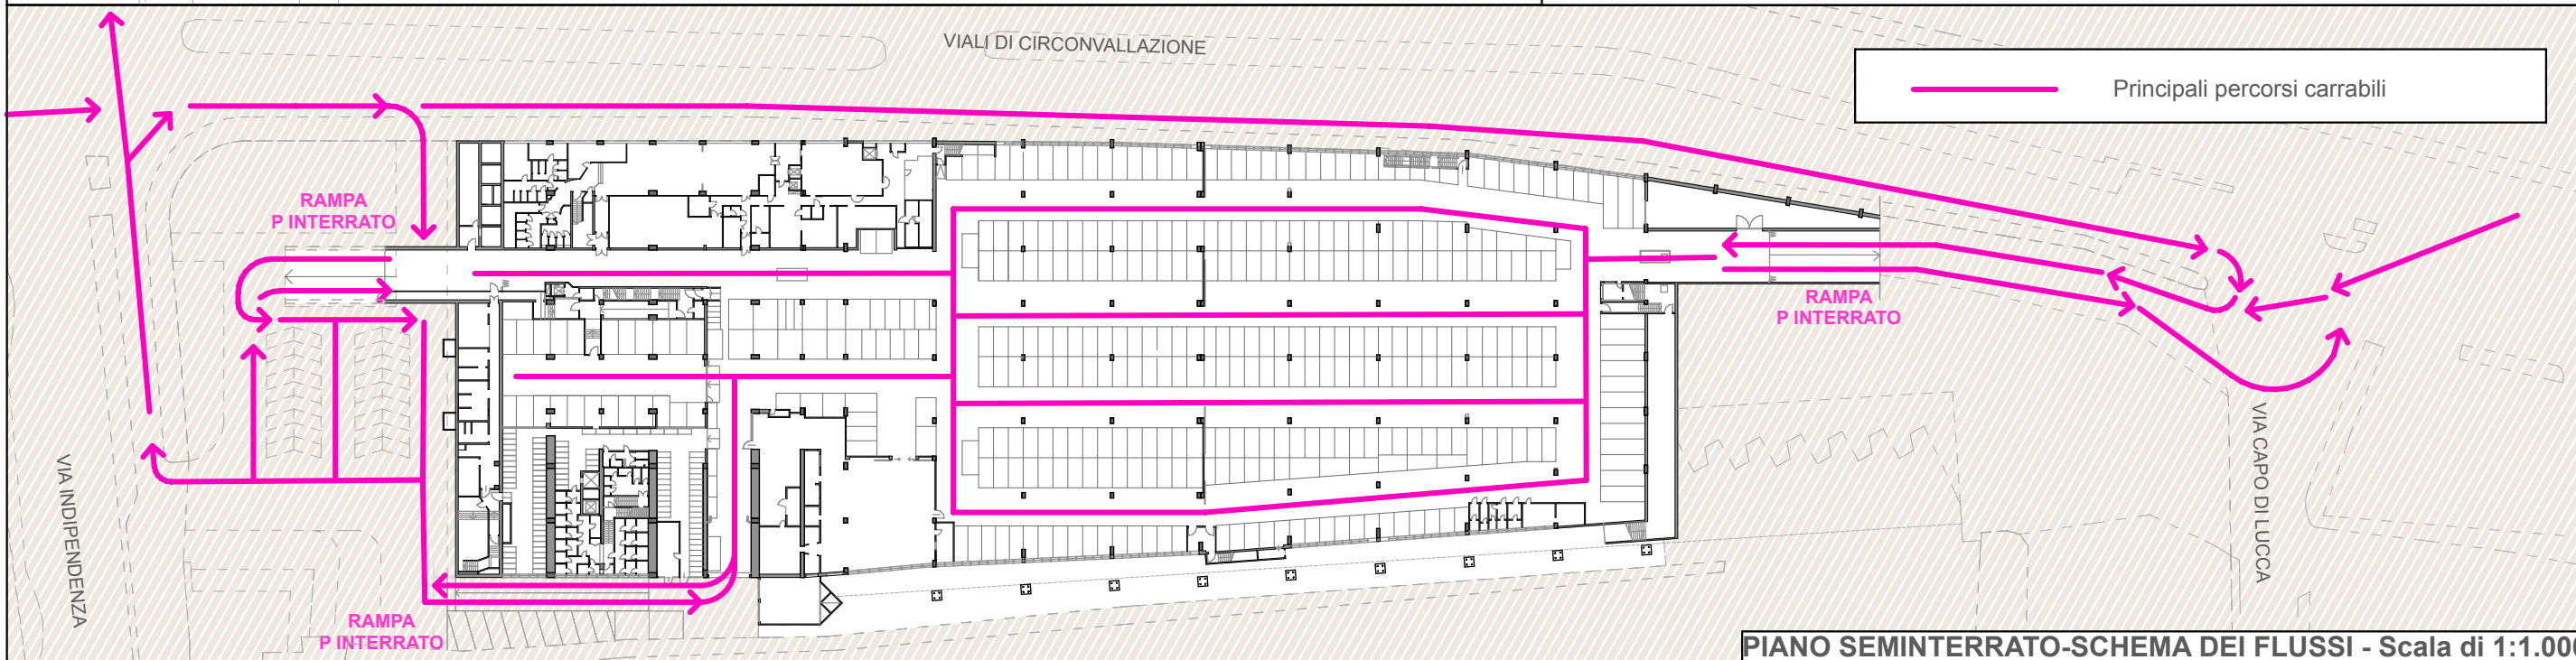 VIALI DI CIRCONVALLAZIONE
Principali percorsi carrabili
RAMPA
P INTERRATO
RAMPA
P INTERRATO
VIA INDIPENDENZA
VIA CAPO DI LUCCA
RAMPA
P INTERRATO
PIANO SEMINTERRATO-SCHEMA DEI FLUSSI - Scala di 1:1.00